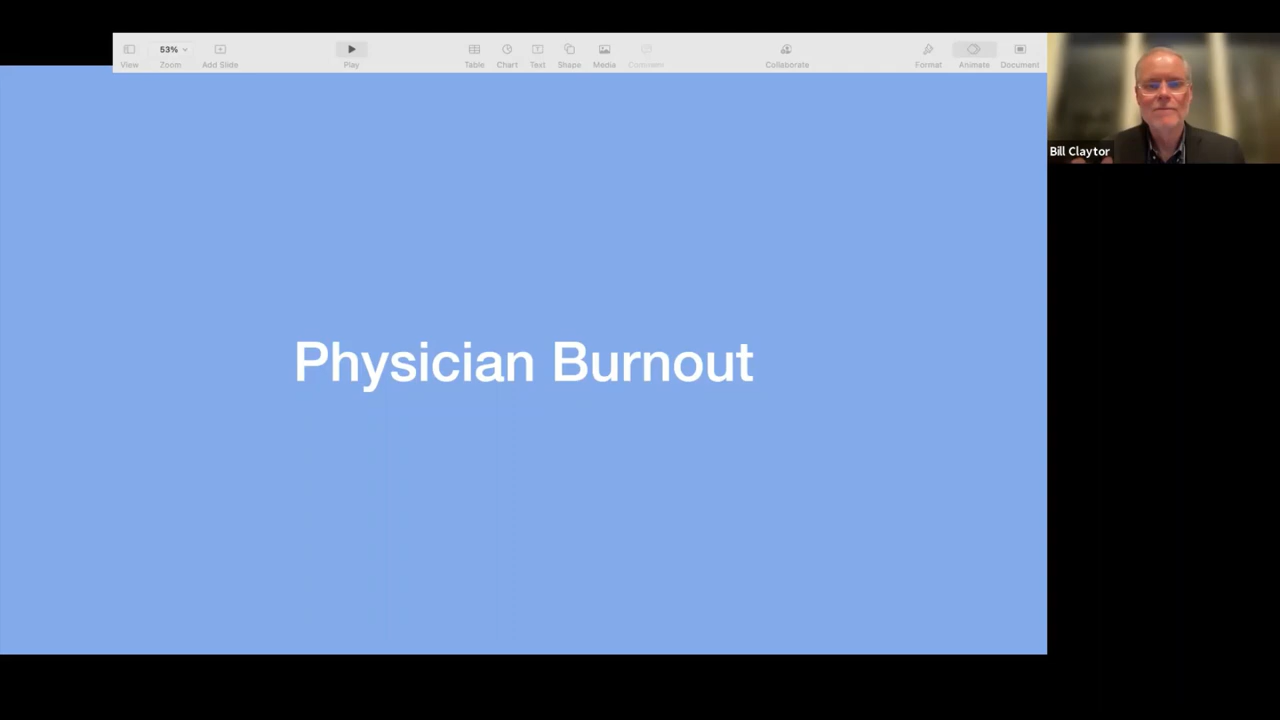 53%
View
Zoom
Add Slide
Play
Table
Chart
Text
Shape
Media
Comment
Collaborate
Format
Animate
Document
Bill Claytor
Physician Burnout